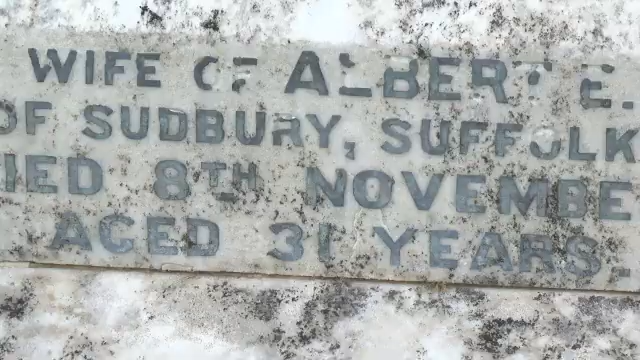 WIFE OF ALBERT E.
OF SUDBURY, SUFFOLK
IED 8TH NOVEMBE
AGED 31 YEARS.